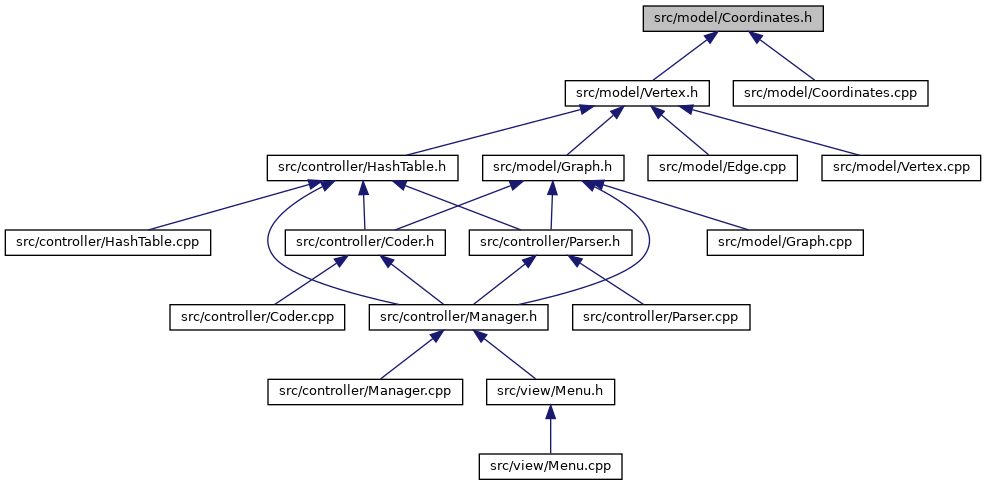 src/model/Coordinates.h
src/model/Vertex.h
src/model/Coordinates.cpp
src/controller/HashTable.h
src/model/Graph.h
src/model/Edge.cpp
src/model/Vertex.cpp
src/controller/HashTable.cpp
src/controller/Coder.h
src/controller/Parser.h
src/model/Graph.cpp
src/controller/Coder.cpp
src/controller/Manager.h
src/controller/Parser.cpp
src/controller/Manager.cpp
src/view/Menu.h
src/view/Menu.cpp